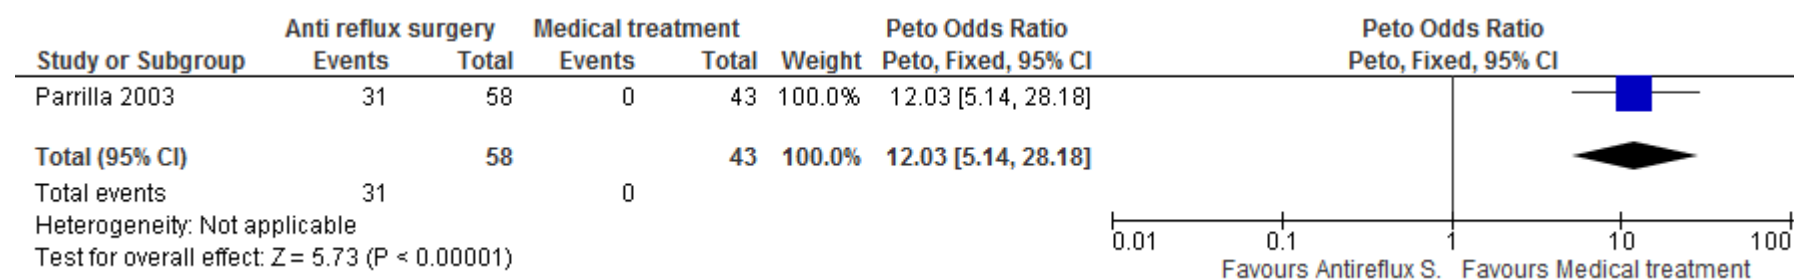 Anti reflux surgery Medical treatment Peto Odds Ratio Peto Odds Ratio
Study or Subgroup Events Total Events Total Weight Peto, Fixed, 95% CI Peto, Fixed, 95% CI
Parrilla 2003 31 58 0 43 100.0% 12.03 [5.14, 28.18]
Total (95% CI) 58 43 100.0% 12.03 [5.14, 28.18]
Total events 31 0
Heterogeneity: Not applicable
Test for overall effect: Z = 5.73 (P < 0.00001)
0.01 0.1 1 10 100
Favours Antireflux S. Favours Medical treatment